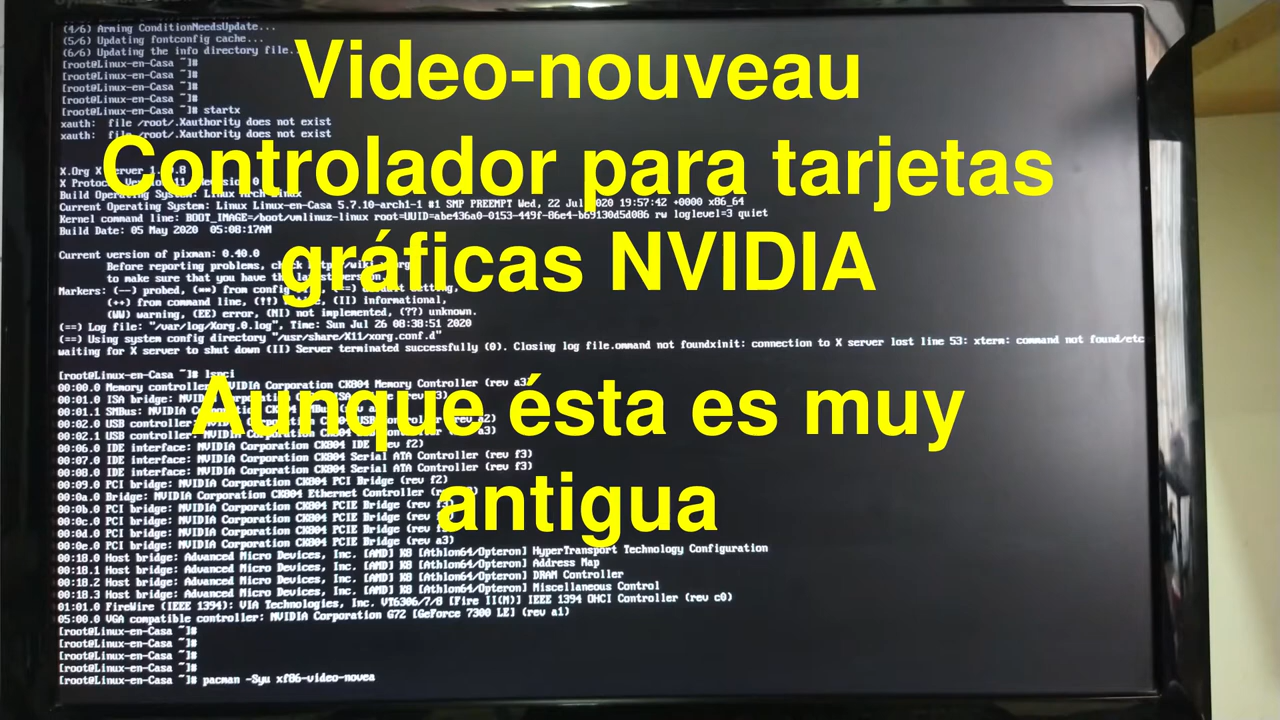 (4/6) Arming ConditionNeedsUpdate...
(5/6) Updating fontconfig cache...
(6/6) Updating the info directory file...
[root@Linux-en-Casa ~]#
[root@Linux-en-Casa ~]#
[root@Linux-en-Casa ~]#
[root@Linux-en-Casa ~]#
[root@Linux-en-Casa ~]# startx
xauth: file /root/.Xauthority does not exist
xauth: file /root/.Xauthority does not exist
Video-nouveau
Controlador para tarjetas
gráficas NVIDIA
Aunque ésta es muy
antigua
X.Org X Server
X Protocol
Build Operating System: Linux Arch Linux
Current Operating System: Linux Linux-en-Casa 5.7.10-arch1-1 #1 SMP PREEMPT Wed, 22 Jul 2020 19:57:42 +0000 x86_64
Kernel command line: BOOT_IMAGE=/boot/vmlinuz-linux root=UUID=abe436a0-0153-449f-86e4-b69130d5d086 rw loglevel=3 quiet
Build Date: 05 May 2020 05:08:17AM
Current version of pixman: 0.40.0
Before reporting problems, check
to make sure that you have the latest version.
Markers: (--) probed, (**) from config file, (==) default setting,
(++) from command line, (!!) notice, (II) informational,
(WW) warning, (EE) error, (NI) not implemented, (??) unknown.
(==) Log file: "/var/log/Xorg.0.log", Time: Sun Jul 26 08:38:51 2020
(==) Using system config directory "/usr/share/X11/xorg.conf.d"
waiting for X server to shut down (II) Server terminated successfully (0). Closing log file.ommand not foundxinit: connection to X server lost line 53: xterm: command not found/etc
[root@Linux-en-Casa ~]# lspci
00:00.0 Memory controller: NVIDIA Corporation CK804 Memory Controller (rev a3)
00:01.0 ISA bridge: NVIDIA Corporation CK804 ISA
00:01.1 SMBus: NVIDIA Corporation CK804 SMBus
00:02.0 USB controller: NVIDIA Corporation CK804 USB Controller (rev a2)
00:02.1 USB controller: NVIDIA Corporation CK804 USB Controller (rev a3)
00:06.0 IDE interface: NVIDIA Corporation CK804 IDE (rev f2)
00:07.0 IDE interface: NVIDIA Corporation CK804 Serial ATA Controller (rev f3)
00:08.0 IDE interface: NVIDIA Corporation CK804 Serial ATA Controller (rev f3)
00:09.0 PCI bridge: NVIDIA Corporation CK804 PCI Bridge (rev f2)
00:0a.0 Bridge: NVIDIA Corporation CK804 Ethernet Controller
00:0b.0 PCI bridge: NVIDIA Corporation CK804 PCIE Bridge (rev f3)
00:0c.0 PCI bridge: NVIDIA Corporation CK804 PCIE Bridge (rev
00:0d.0 PCI bridge: NVIDIA Corporation CK804 PCIE Bridge (rev
00:0e.0 PCI bridge: NVIDIA Corporation CK804 PCIE Bridge (rev a3)
00:18.0 Host bridge: Advanced Micro Devices, Inc. [AMD] K8 [Athlon64/Opteron] HyperTransport Technology Configuration
00:18.1 Host bridge: Advanced Micro Devices, Inc. [AMD] K8 [Athlon64/Opteron] Address Map
00:18.2 Host bridge: Advanced Micro Devices, Inc. [AMD] K8 [Athlon64/Opteron] DRAM Controller
00:18.3 Host bridge: Advanced Micro Devices, Inc. [AMD] K8 [Athlon64/Opteron] Miscellaneous Control
01:01.0 FireWire (IEEE 1394): VIA Technologies, Inc. VT6306/7/8 [Fire II(M)] IEEE 1394 OHCI Controller (rev c0)
05:00.0 VGA compatible controller: NVIDIA Corporation G72 [GeForce 7300 LE] (rev a1)
[root@Linux-en-Casa ~]#
[root@Linux-en-Casa ~]#
[root@Linux-en-Casa ~]#
[root@Linux-en-Casa ~]#
[root@Linux-en-Casa ~]# pacman -Syu xf86-video-novea